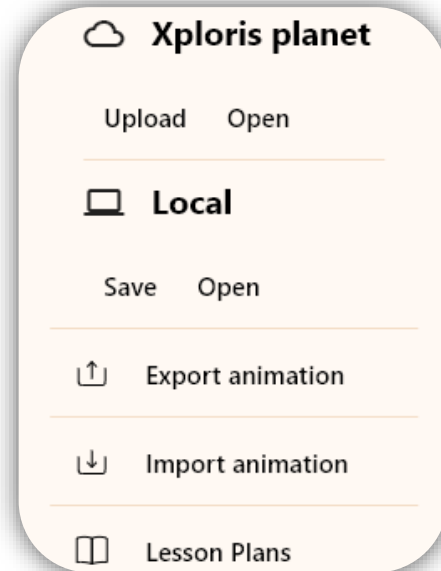 Xploris planet
Upload Open
Local
Save Open
Export animation
Import animation
Lesson Plans